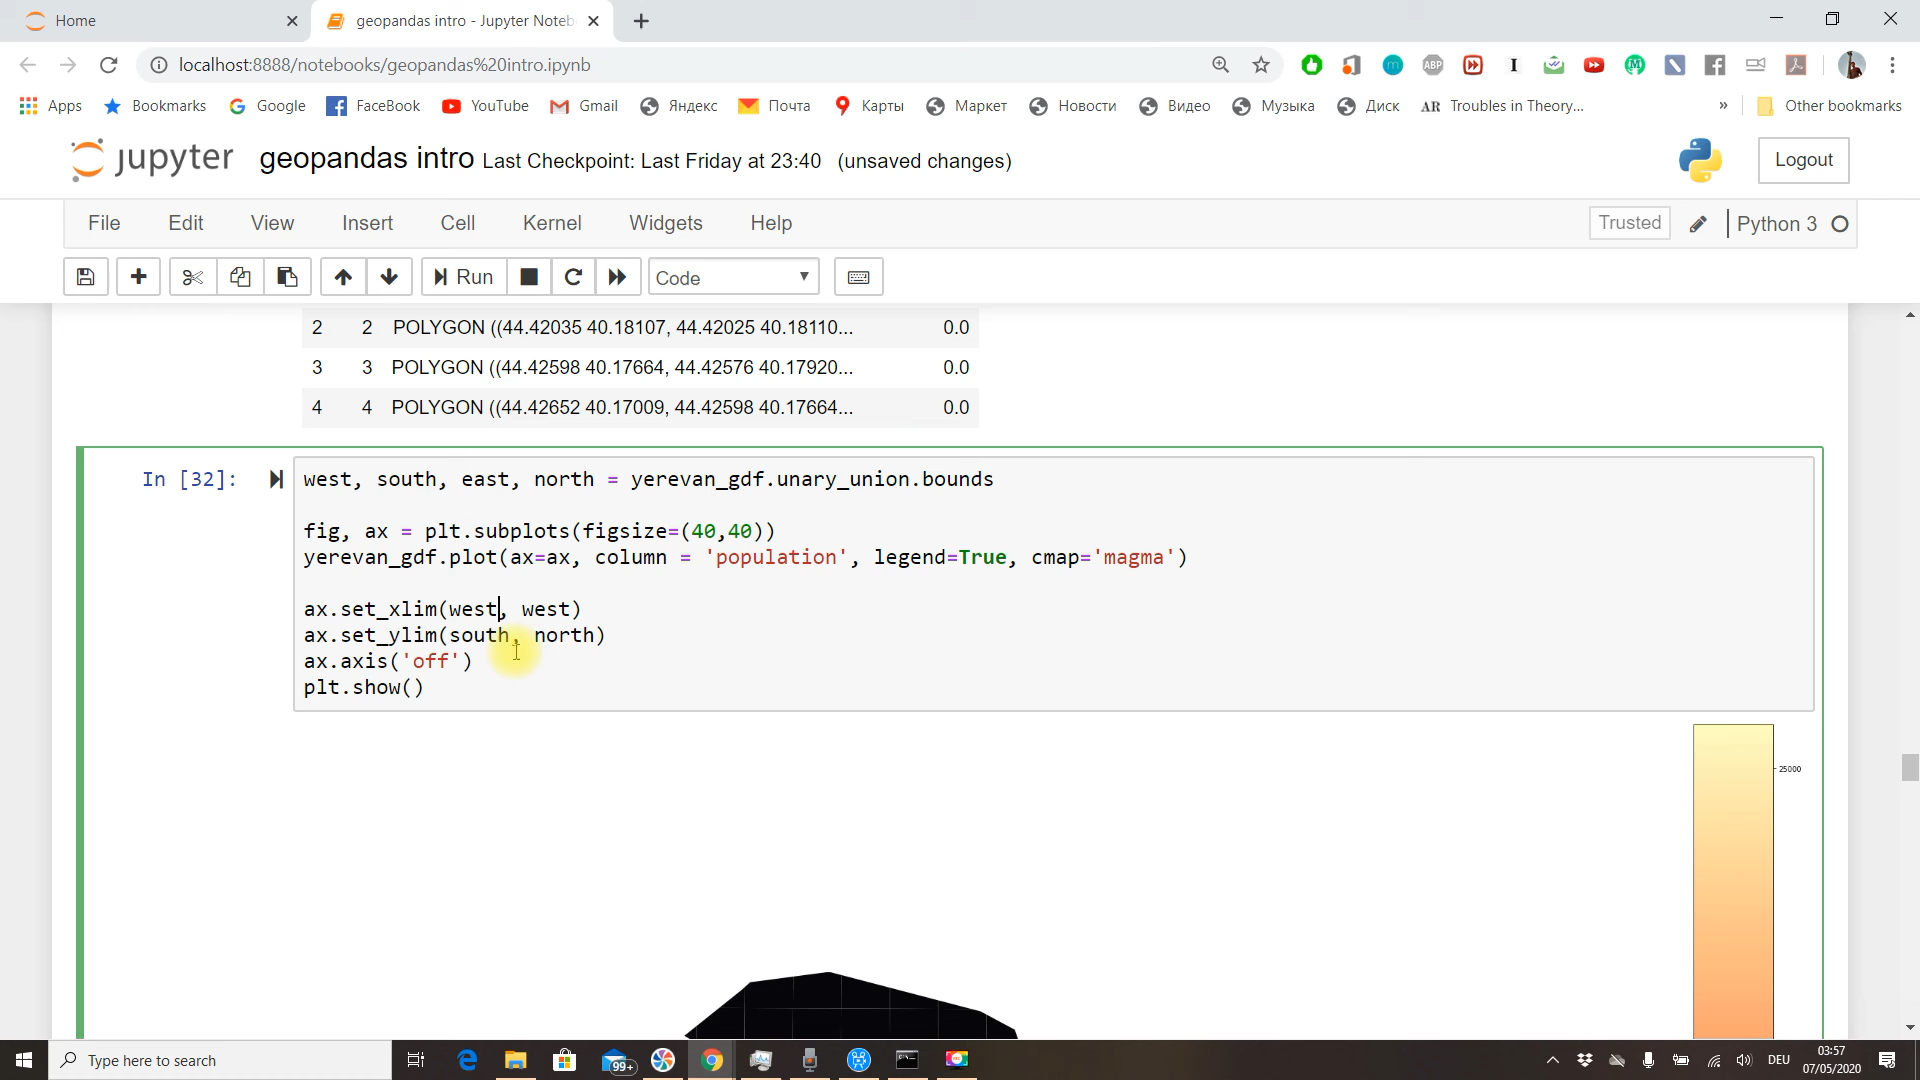 Home
geopandas intro - Jupyter Noteb
localhost:8888/notebooks/geopandas%20intro.ipynb
Apps Bookmarks Google FaceBook YouTube Gmail Яндекс Почта Карты Маркет Новости Видео Музыка Диск AR Troubles in Theory... » Other bookmarks
jupyter geopandas intro Last Checkpoint: Last Friday at 23:40 (unsaved changes) Logout
File Edit View Insert Cell Kernel Widgets Help Trusted Python 3
Run Code
2 2 POLYGON ((44.42035 40.18107, 44.42025 40.18110... 0.0
3 3 POLYGON ((44.42598 40.17664, 44.42576 40.17920... 0.0
4 4 POLYGON ((44.42652 40.17009, 44.42598 40.17664... 0.0
In [32]: west, south, east, north = yerevan_gdf.unary_union.bounds
fig, ax = plt.subplots(figsize=(40,40))
yerevan_gdf.plot(ax=ax, column = 'population', legend=True, cmap='magma')
ax.set_xlim(west, west)
ax.set_ylim(south, north)
ax.axis('off')
plt.show()
25000
Type here to search
99+
DEU
03:57
07/05/2020